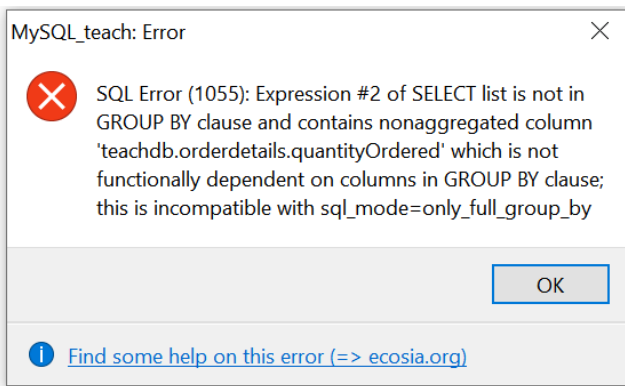 MySQL_teach: Error
SQL Error (1055): Expression #2 of SELECT list is not in
GROUP BY clause and contains nonaggregated column
'teachdb.orderdetails.quantityOrdered' which is not
functionally dependent on columns in GROUP BY clause;
this is incompatible with sql_mode=only_full_group_by
OK
Find some help on this error (=> ecosia.org)